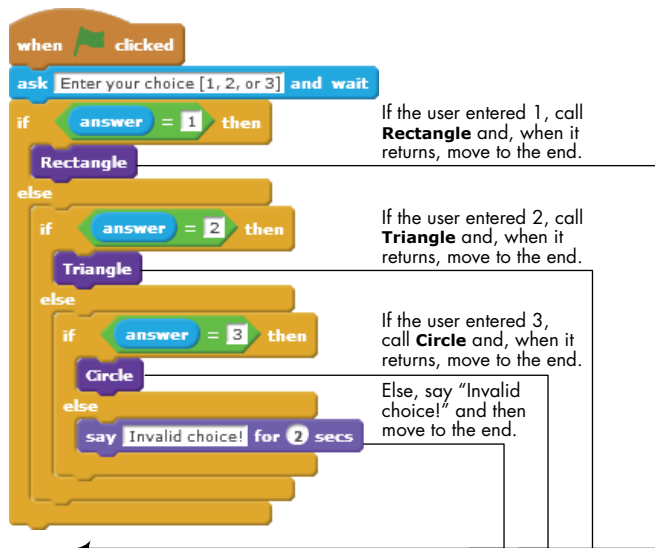 when clicked
ask Enter your choice [1, 2, or 3] and wait
if answer = 1 then
If the user entered 1, call
Rectangle and, when it
returns, move to the end.
Rectangle
else
if answer = 2 then
If the user entered 2, call
Triangle and, when it
returns, move to the end.
Triangle
else
if answer = 3 then
If the user entered 3,
call Circle and, when it
returns, move to the end.
Circle
else
say Invalid choice! for 2 secs
Else, say “Invalid
choice!” and then
move to the end.